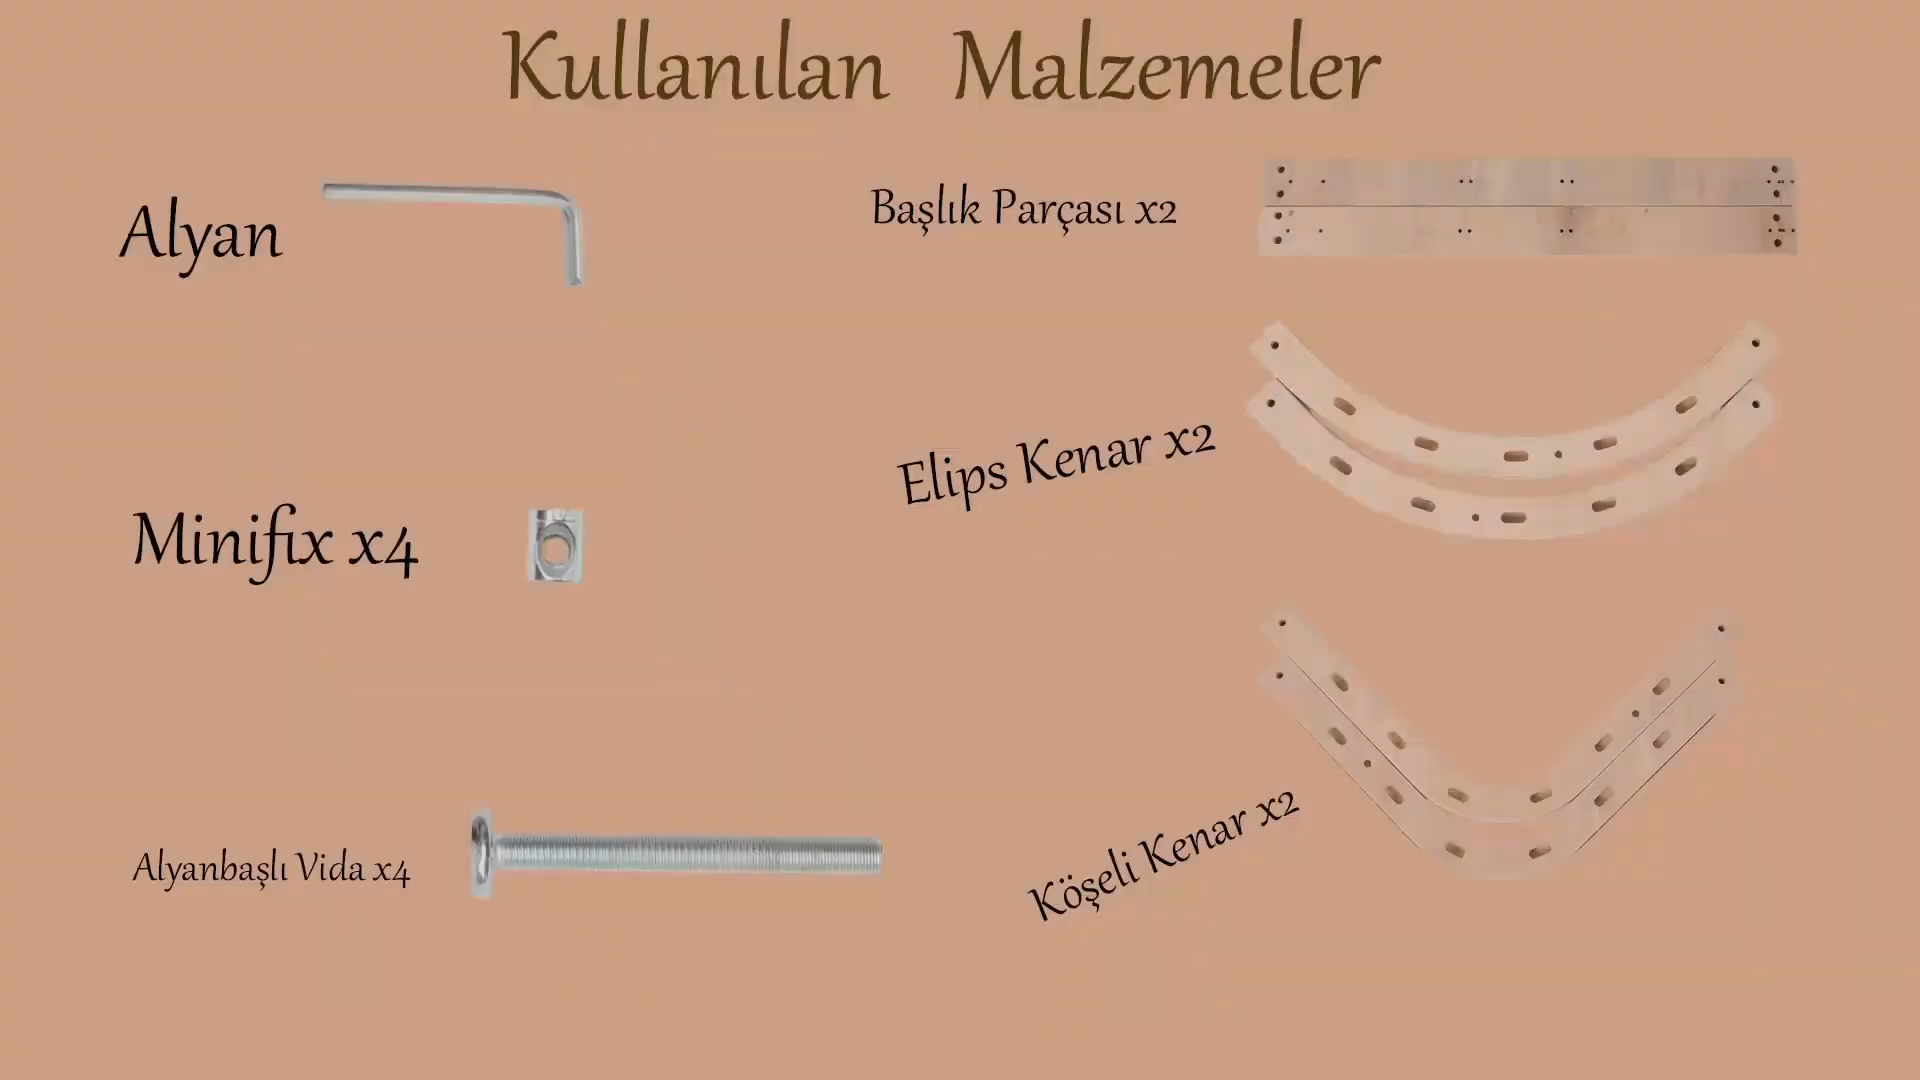 Kullanılan Malzemeler
Alyan
Minifix x4
Alyanbaşlı Vida x4
Başlık Parçası x2
Elips Kenar x2
Köşeli Kenar x2